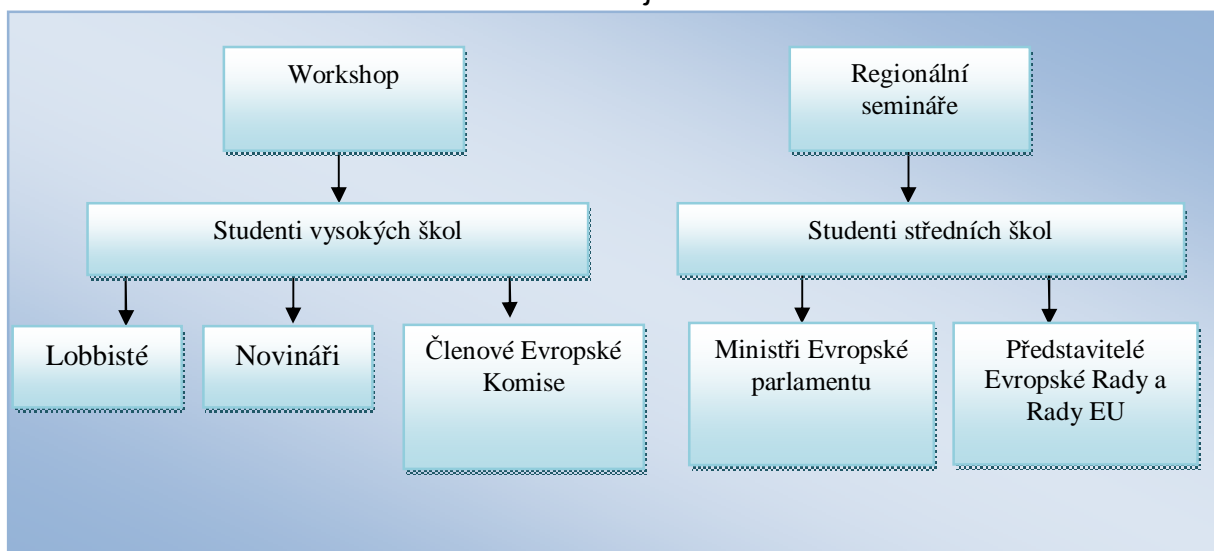 Workshop
Regionální
semináře
Studenti vysokých škol
Studenti středních škol
Lobbisté
Novináři
Členové Evropské
Komise
Ministři Evropské
parlamentu
Představitelé
Evropské Rady a
Rady EU